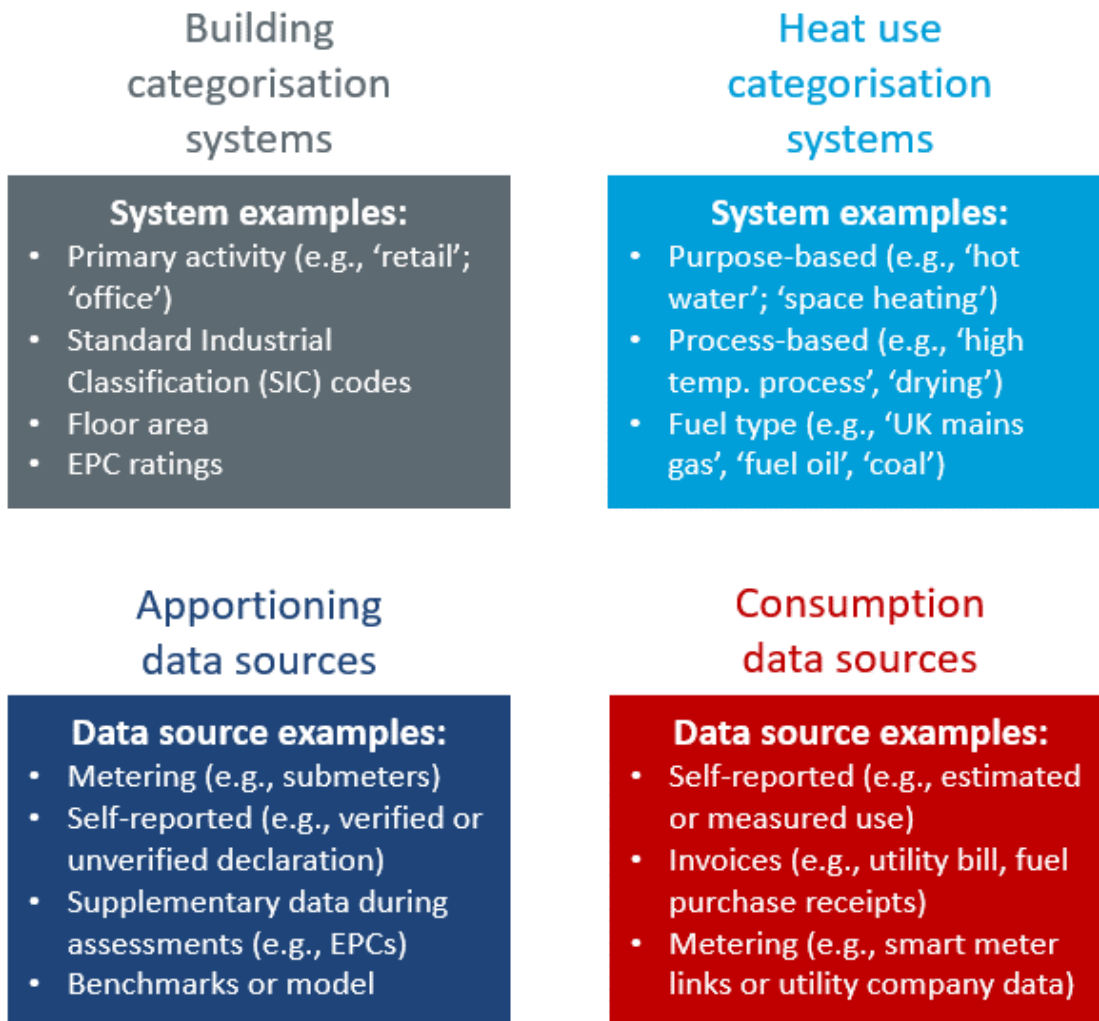 Building
categorisation
systems
System examples:
• Primary activity (e.g., ‘retail’;
‘office’)
• Standard Industrial
Classification (SIC) codes
• Floor area
• EPC ratings
Heat use
categorisation
systems
System examples:
• Purpose-based (e.g., ‘hot
water’; ‘space heating’)
• Process-based (e.g., ‘high
temp. process’, ‘drying’)
• Fuel type (e.g., ‘UK mains
gas’, ‘fuel oil’, ‘coal’)
Apportioning
data sources
Data source examples:
• Metering (e.g., submeters)
• Self-reported (e.g., verified or
unverified declaration)
• Supplementary data during
assessments (e.g., EPCs)
• Benchmarks or model
Consumption
data sources
Data source examples:
• Self-reported (e.g., estimated
or measured use)
• Invoices (e.g., utility bill, fuel
purchase receipts)
• Metering (e.g., smart meter
links or utility company data)